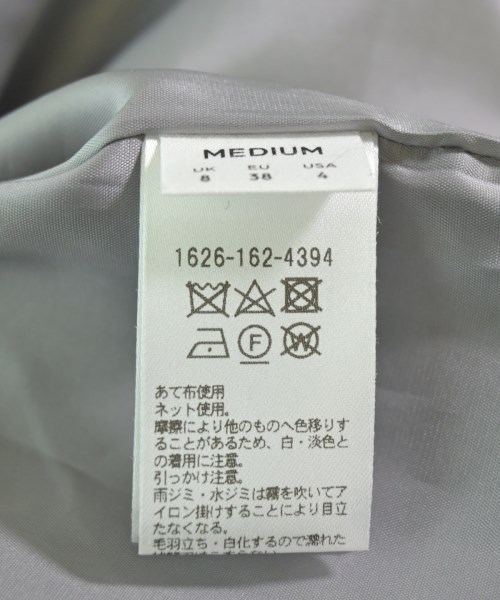 MEDIUM
UK EU USA
8 38 4
1626-162-4394
F W
あて布使用
ネット使用。
摩擦により他のものへ色移りす
ることがあるため、白・淡色と
の着用に注意。
引っかけ注意。
雨ジミ・水ジミは霧を吹いてア
イロン掛けすることにより目立
たなくなる。
毛羽立ち・白化するので濡れた